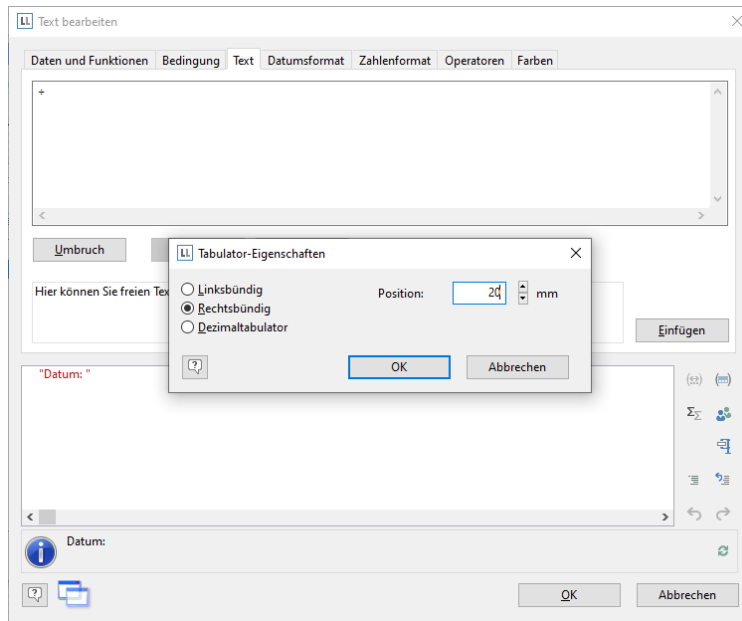 LL Text bearbeiten
Daten und Funktionen Bedingung Text Datumsformat Zahlenformat Operatoren Farben
÷
Umbruch
LL Tabulator-Eigenschaften
Linksbündig
Position: 20 mm
Rechtsbündig
Dezimaltabulator
OK Abbrechen
Hier können Sie freien Tex
Einfügen
"Datum: "
Datum:
OK Abbrechen